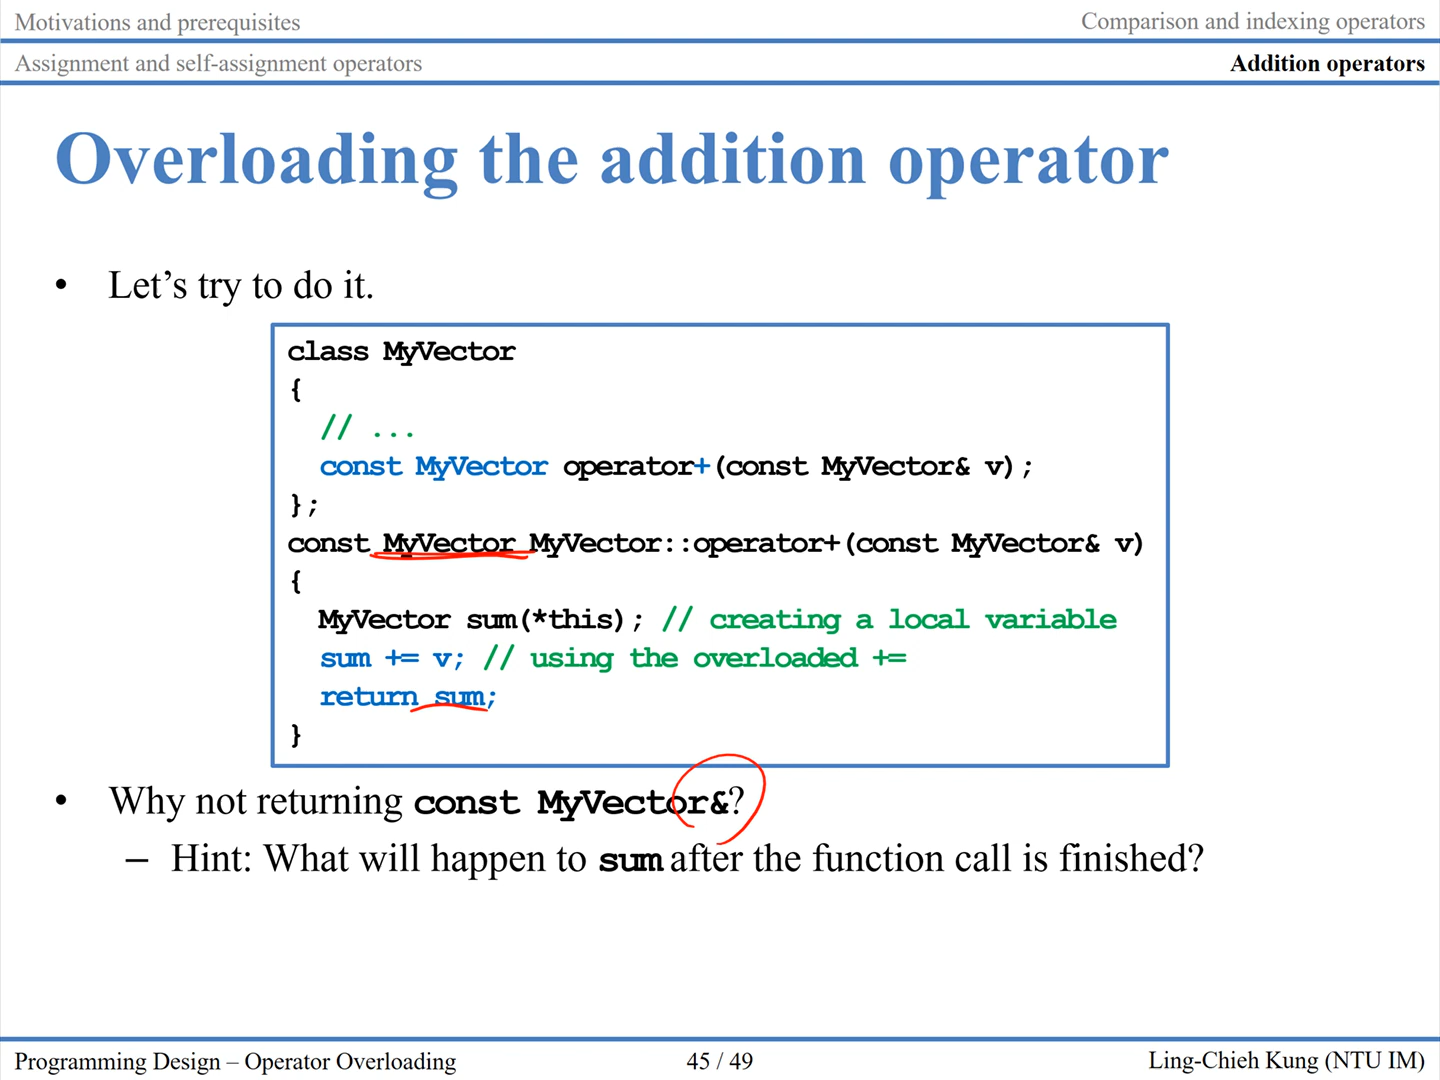 Motivations and prerequisites
Comparison and indexing operators
Assignment and self-assignment operators
Addition operators
Overloading the addition operator
• Let’s try to do it.
class MyVector
{
// ...
const MyVector operator+(const MyVector& v);
};
const MyVector MyVector::operator+(const MyVector& v)
{
MyVector sum(*this); // creating a local variable
sum += v; // using the overloaded +=
return sum;
}
• Why not returning const MyVector&?
– Hint: What will happen to sum after the function call is finished?
Programming Design – Operator Overloading
45 / 49
Ling-Chieh Kung (NTU IM)